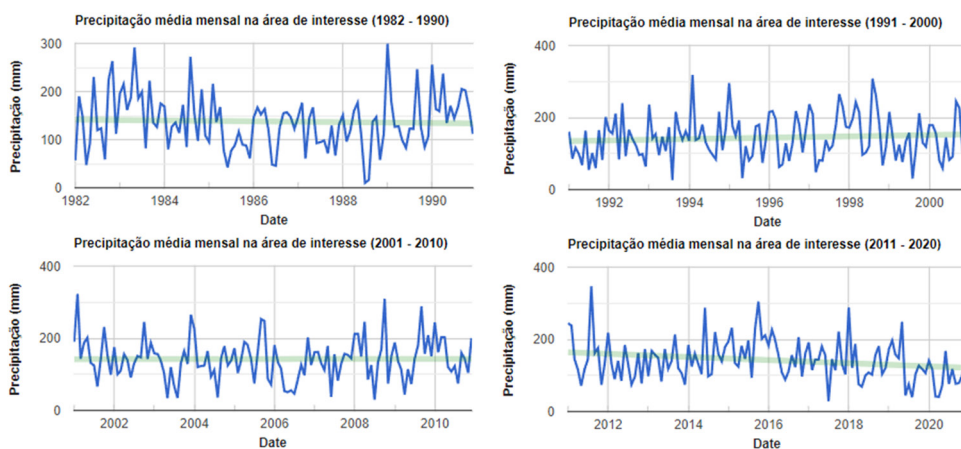 Precipitação média mensal na área de interesse (1982 - 1990)
Precipitação (mm)
300
200
100
0
1982
1984
1986
1988
1990
Date
Precipitação média mensal na área de interesse (1991 - 2000)
Precipitação (mm)
400
200
0
1992
1994
1996
1998
2000
Date
Precipitação média mensal na área de interesse (2001 - 2010)
Precipitação (mm)
400
200
0
2002
2004
2006
2008
2010
Date
Precipitação média mensal na área de interesse (2011 - 2020)
Precipitação (mm)
400
200
0
2012
2014
2016
2018
2020
Date